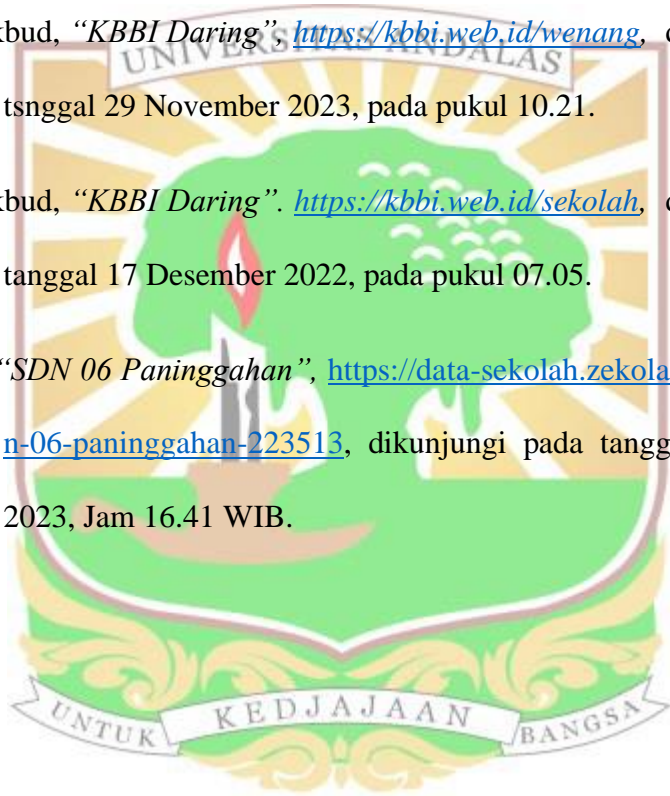 kbud, “KBBI Daring”, https://kbbi.web.id/wenang, d
UNIVERSITAS ANDALAS
tsnggal 29 November 2023, pada pukul 10.21.
kbud, “KBBI Daring”. https://kbbi.web.id/sekolah, d
tanggal 17 Desember 2022, pada pukul 07.05.
“SDN 06 Paninggahan”, https://data-sekolah.zekola
n-06-paninggahan-223513, dikunjungi pada tangg
2023, Jam 16.41 WIB.
UNTUK KEDJAJAAN BANGSA